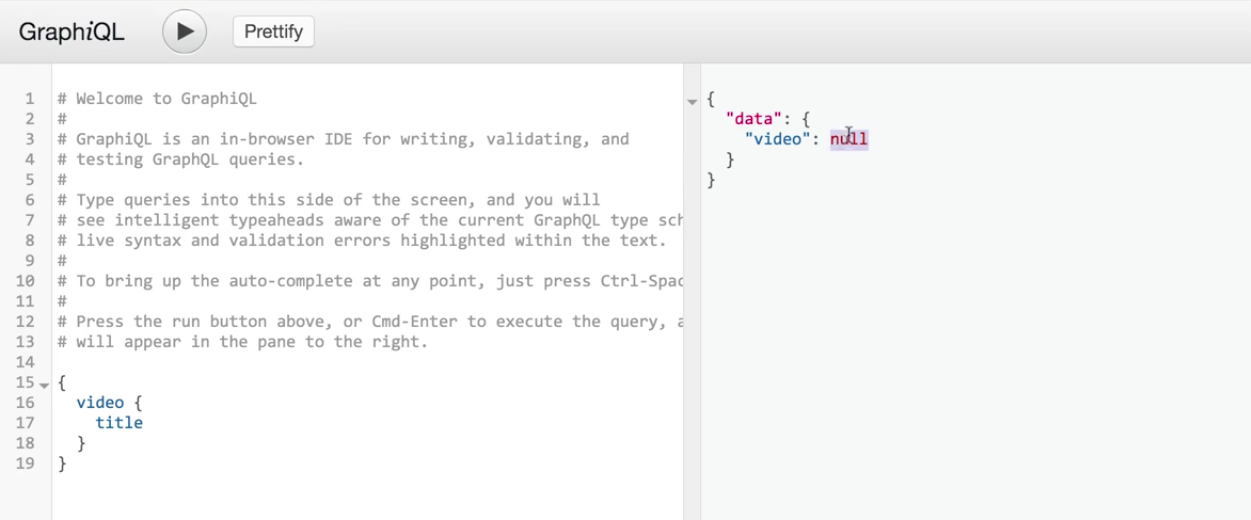 GraphiQL
Prettify
1 # Welcome to GraphiQL
2 #
3 # GraphiQL is an in-browser IDE for writing, validating, and
4 # testing GraphQL queries.
5 #
6 # Type queries into this side of the screen, and you will
7 # see intelligent typeaheads aware of the current GraphQL type sch
8 # live syntax and validation errors highlighted within the text.
9 #
10 # To bring up the auto-complete at any point, just press Ctrl-Spac
11 #
12 # Press the run button above, or Cmd-Enter to execute the query, a
13 # will appear in the pane to the right.
14
15 {
16 video {
17 title
18 }
19 }
{
"data": {
"video": null
}
}